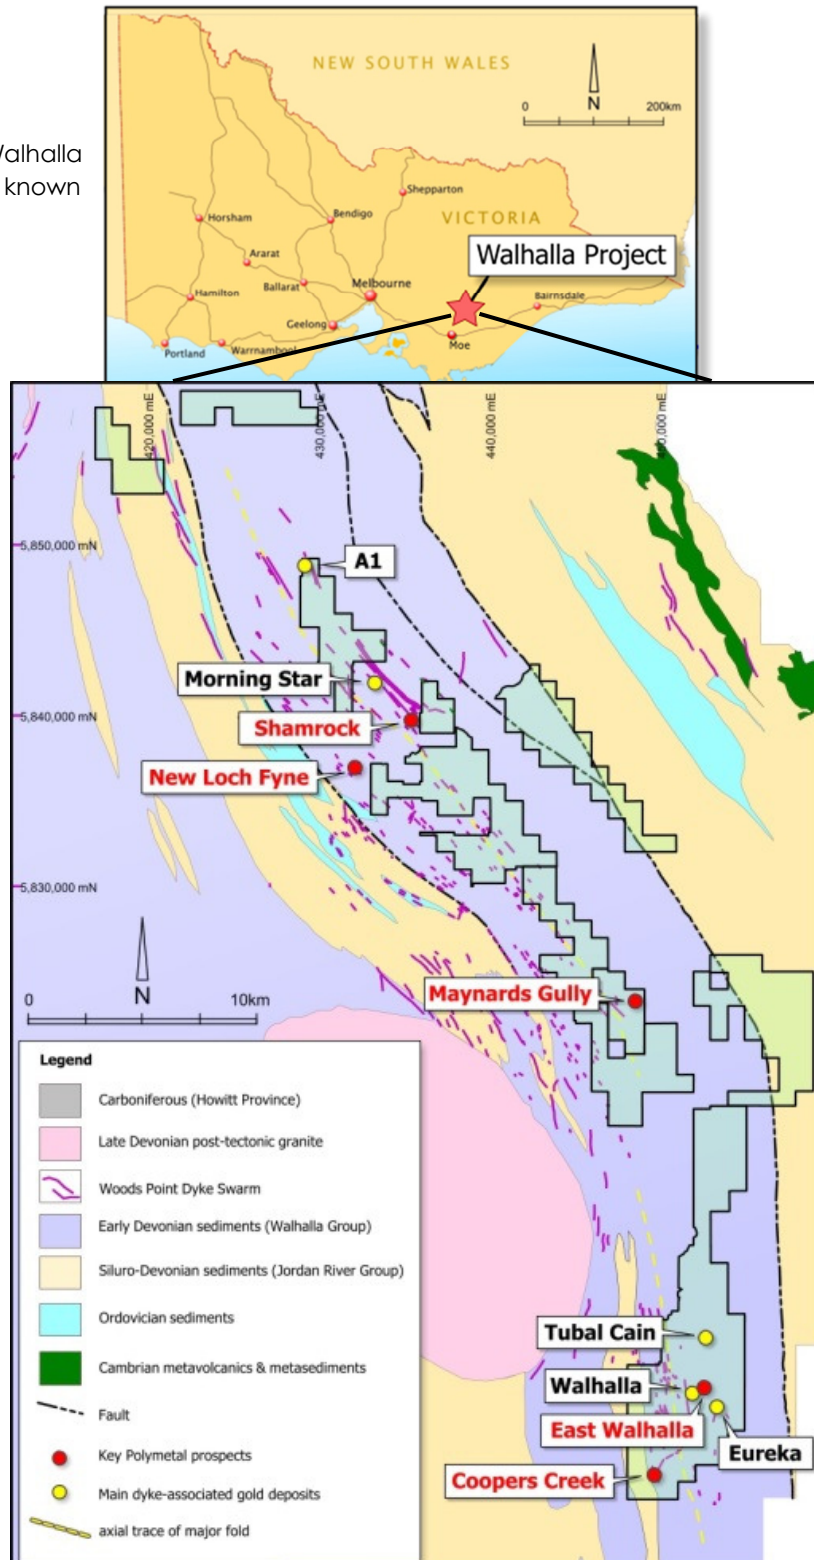 Walhalla
known
NEW SOUTH WALES
N
0 200km
Shepparton
Horsham
Bendigo
VICTORIA
Ararat
Walhalla Project
Ballarat
Melbourne
Hamilton
Bairnsdale
Geelong
Portland
Warrnambool
Moe
420,000 mE
430,000 mE
440,000 mE
5,850,000 mN
A1
Morning Star
5,840,000 mN
Shamrock
New Loch Fyne
5,830,000 mN
N
0 10km
Maynards Gully
Legend
Carboniferous (Howitt Province)
Late Devonian post-tectonic granite
Woods Point Dyke Swarm
Early Devonian sediments (Walhalla Group)
Siluro-Devonian sediments (Jordan River Group)
Ordovician sediments
Cambrian metavolcanics & metasediments
Fault
Key Polymetal prospects
Main dyke-associated gold deposits
axial trace of major fold
Tubal Cain
Walhalla
East Walhalla
Eureka
Coopers Creek